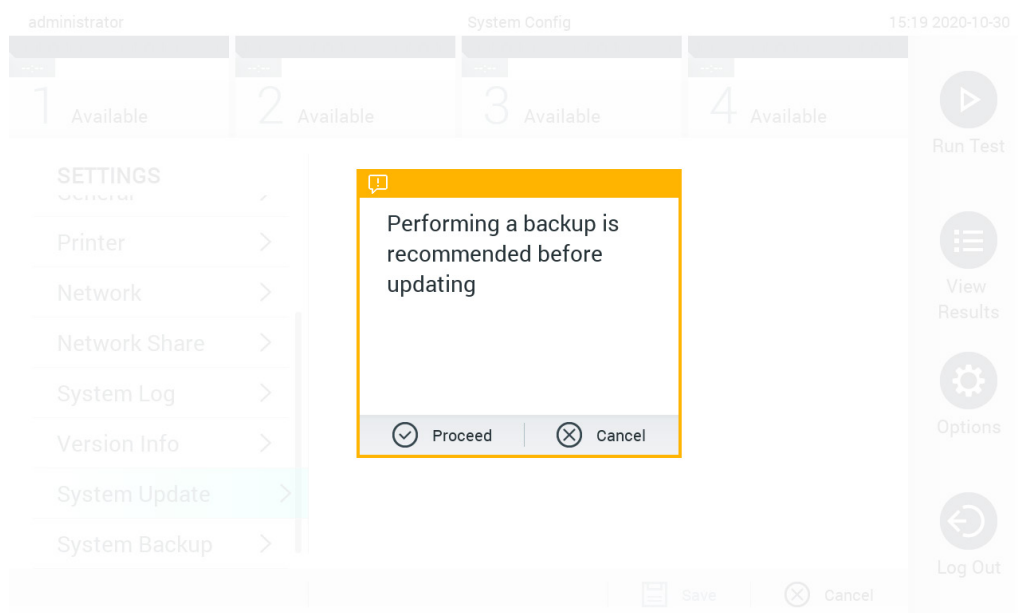 administrator
System Config
15:19 2020-10-30
--:--
--:--
--:--
--:--
1 Available
2 Available
3 Available
4 Available
Run Test
SETTINGS
General
Printer
Network
Network Share
System Log
Version Info
System Update
System Backup
Performing a backup is
recommended before
updating
Proceed
Cancel
View
Results
Options
Log Out
Save
Cancel